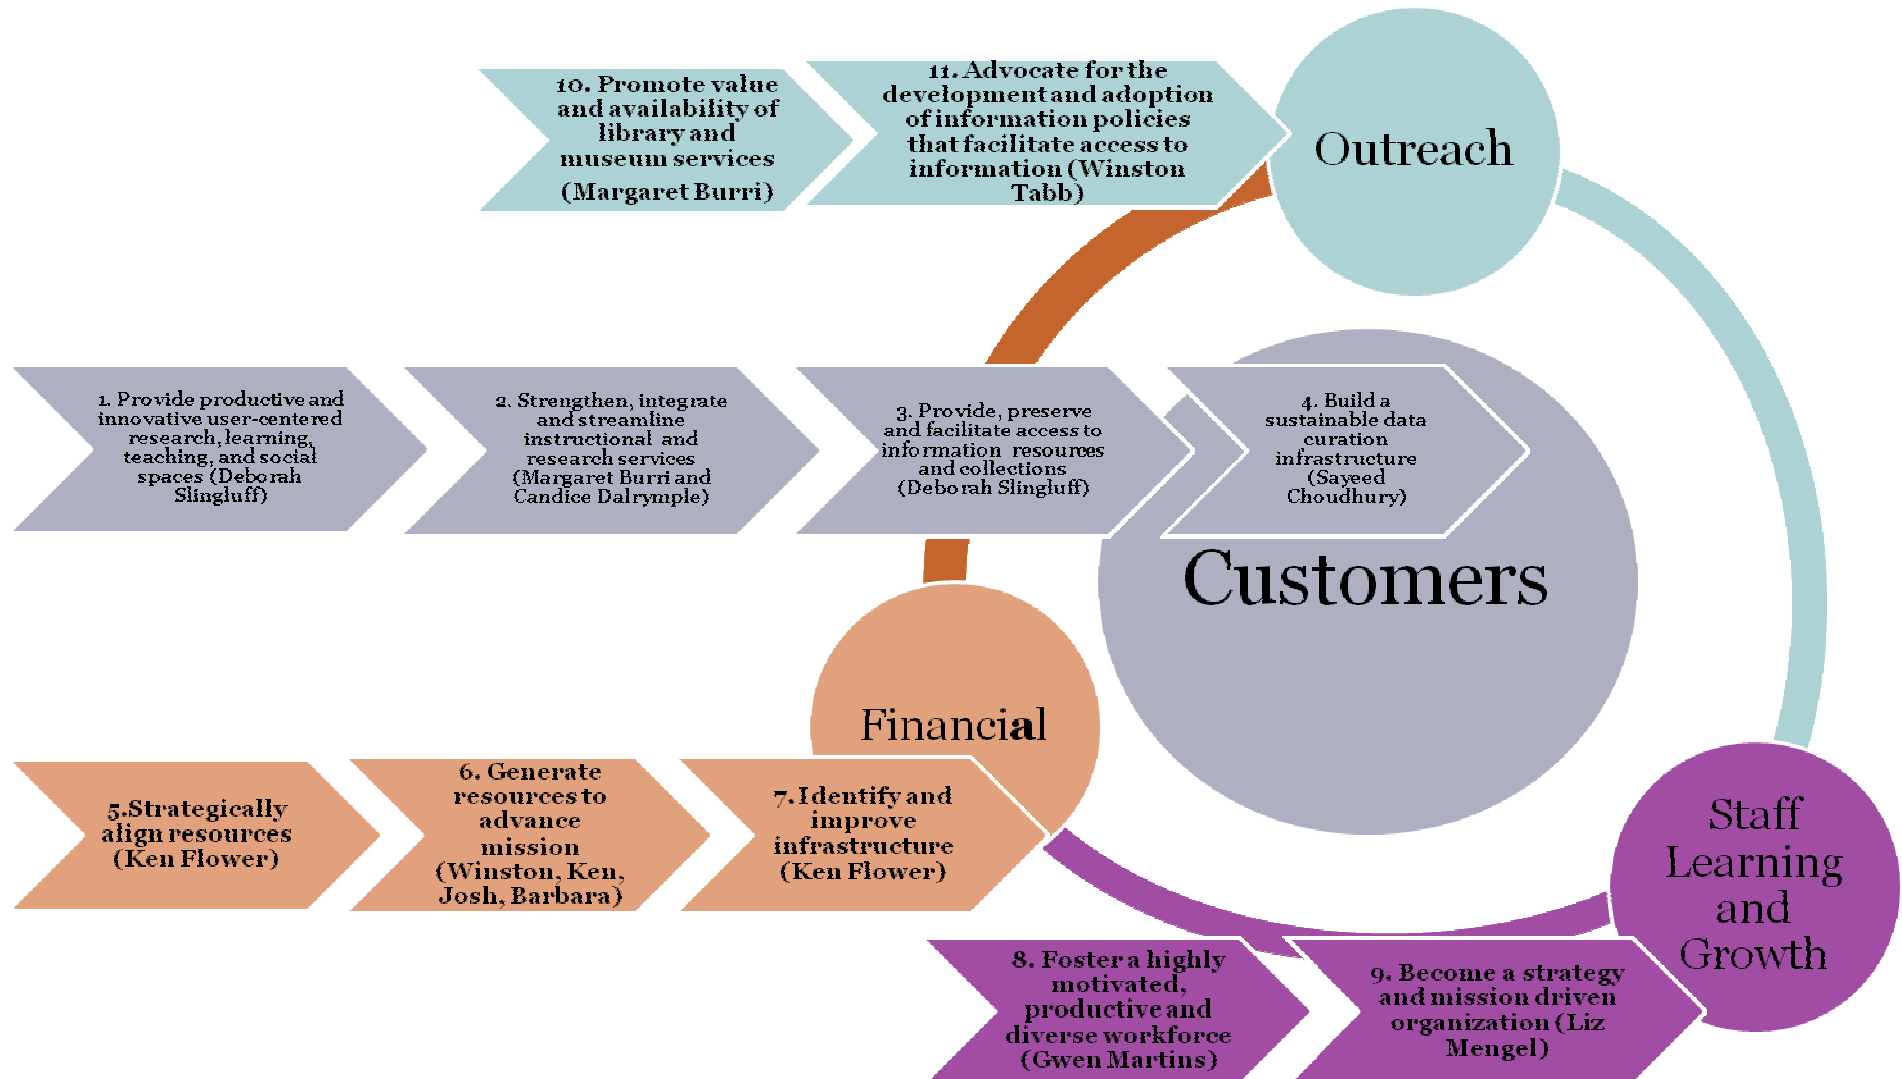 10. Promote value
and availability of
library and
museum services
(Margaret Burri)
11. Advocate for the
development and adoption
of information policies
that facilitate access to
information (Winston
Tabb)
Outreach
1. Provide productive and
innovative user-centered
research, learning,
teaching, and social
spaces (Deborah
Slingluff)
2. Strengthen, integrate
and streamline
instructional and
research services
(Margaret Burri and
Candice Dalrymple)
3. Provide, preserve
and facilitate access to
information resources
and collections
(Deborah Slingluff)
4. Build a
sustainable data
curation
infrastructure
(Sayeed
Choudhury)
Customers
Financial
5.Strategically
align resources
(Ken Flower)
6. Generate
resources to
advance
mission
(Winston, Ken,
Josh, Barbara)
7. Identify and
improve
infrastructure
(Ken Flower)
Staff
Learning
and
Growth
8. Foster a highly
motivated,
productive and
diverse workforce
(Gwen Martins)
9. Become a strategy
and mission driven
organization (Liz
Mengel)